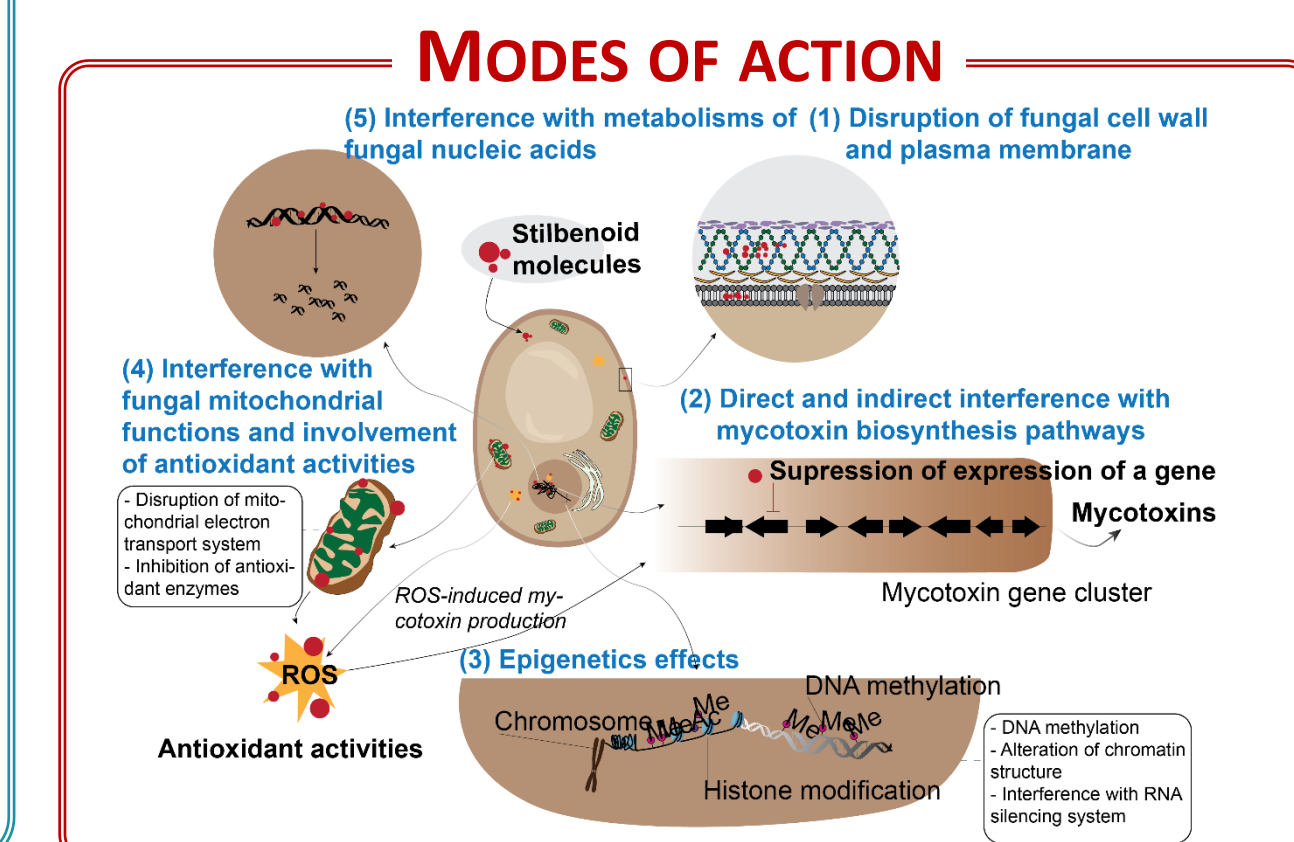 MODES OF ACTION
(5) Interference with metabolisms of
fungal nucleic acids
(1) Disruption of fungal cell wall
and plasma membrane
Stilbenoid
molecules
(4) Interference with
fungal mitochondrial
functions and involvement
of antioxidant activities
- Disruption of mito-
chondrial electron
transport system
- Inhibition of antioxi-
dant enzymes
(2) Direct and indirect interference with
mycotoxin biosynthesis pathways
Supression of expression of a gene
Mycotoxins
Mycotoxin gene cluster
ROS-induced my-
cotoxin production
ROS
Antioxidant activities
(3) Epigenetics effects
DNA methylation
Chromosome
Me
Me
Ac
Me
Me
Me
Me
Histone modification
- DNA methylation
- Alteration of chromatin
structure
- Interference with RNA
silencing system